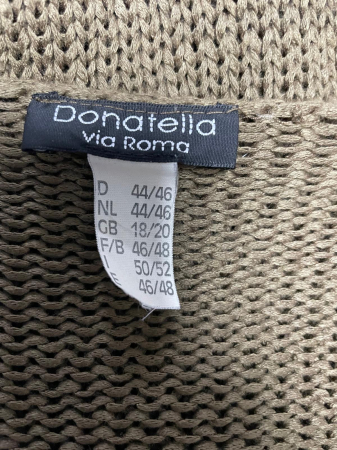 Donatella
via Roma
D 44/46
NL 44/46
GB 18/20
F/B 46/48
I 50/52
E 46/48